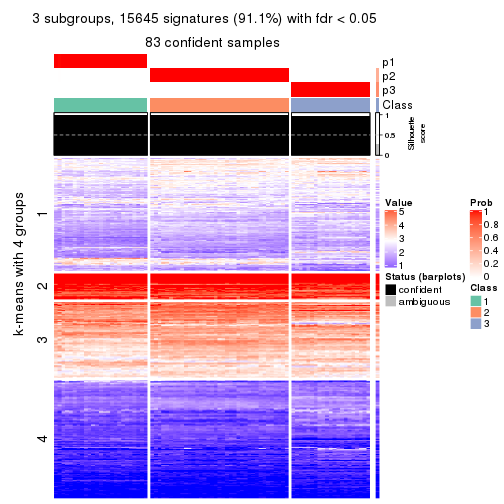 3 subgroups, 15645 signatures (91.1%) with fdr < 0.05
83 confident samples
p1
p2
p3
Class
1
0.5
0
Silhouette
score
k-means with 4 groups
1
2
3
4
Value
5
4
3
2
1
Status (barplots)
confident
ambiguous
Prob
1
0.8
0.6
0.4
0.2
0
Class
1
2
3